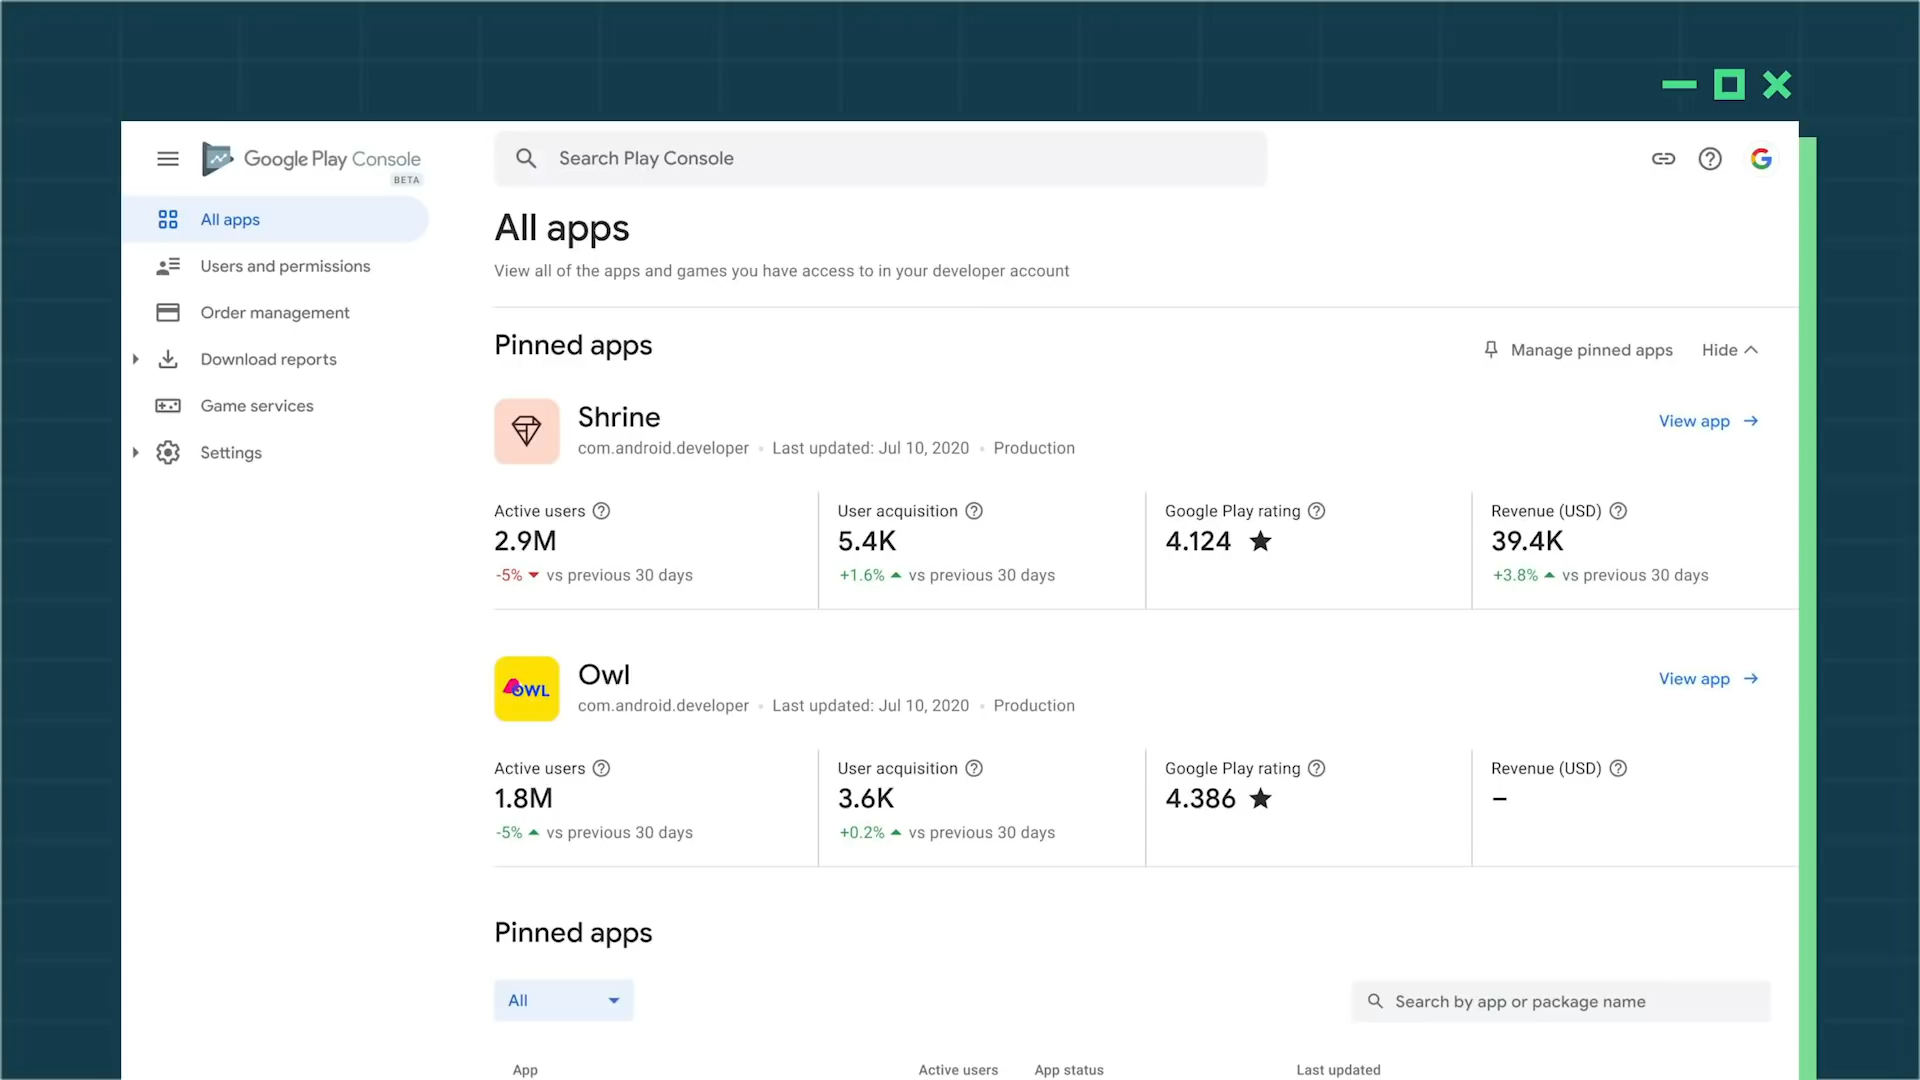 Google Play Console
BETA
Search Play Console
All apps
Users and permissions
Order management
Download reports
Game services
Settings
All apps
View all of the apps and games you have access to in your developer account
Pinned apps
Manage pinned apps
Hide
Shrine
com.android.developer • Last updated: Jul 10, 2020 • Production
View app
Active users
2.9M
-5% vs previous 30 days
User acquisition
5.4K
+1.6% vs previous 30 days
Google Play rating
4.124
Revenue (USD)
39.4K
+3.8% vs previous 30 days
OWL
Owl
com.android.developer • Last updated: Jul 10, 2020 • Production
View app
Active users
1.8M
-5% vs previous 30 days
User acquisition
3.6K
+0.2% vs previous 30 days
Google Play rating
4.386
Revenue (USD)
–
Pinned apps
All
Search by app or package name
App Active users App status Last updated